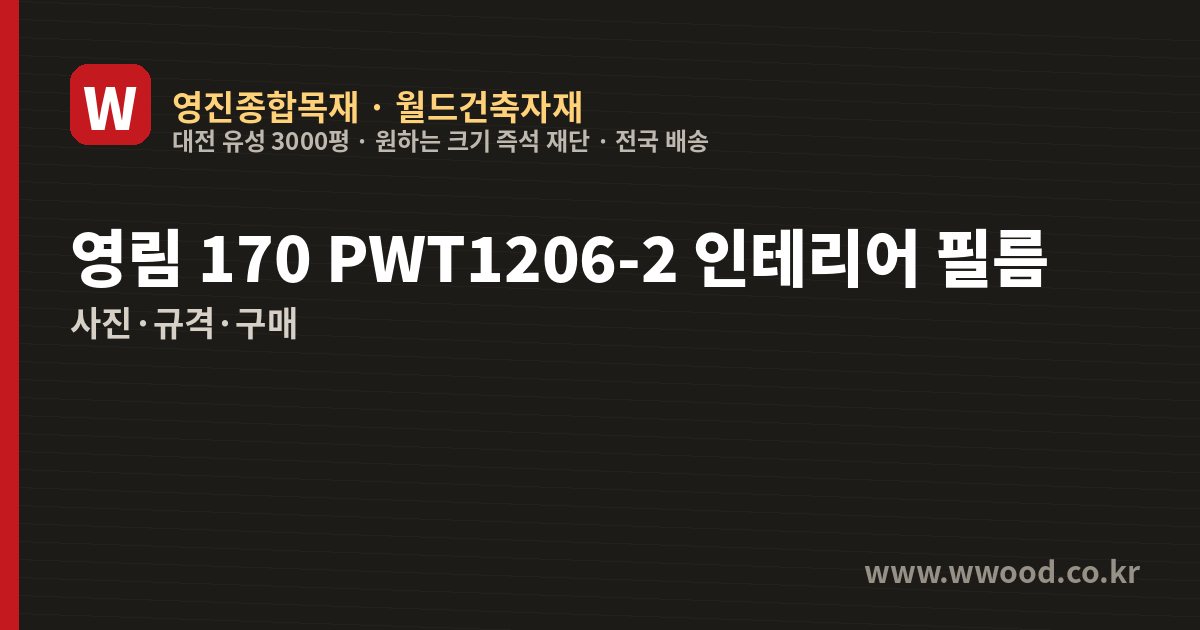 W
영진종합목재 · 월드건축자재
대전 유성 3000평 · 원하는 크기 즉석 재단 · 전국 배송
영림 170 PWT1206-2 인테리어 필름
사진·규격·구매
www.wwood.co.kr